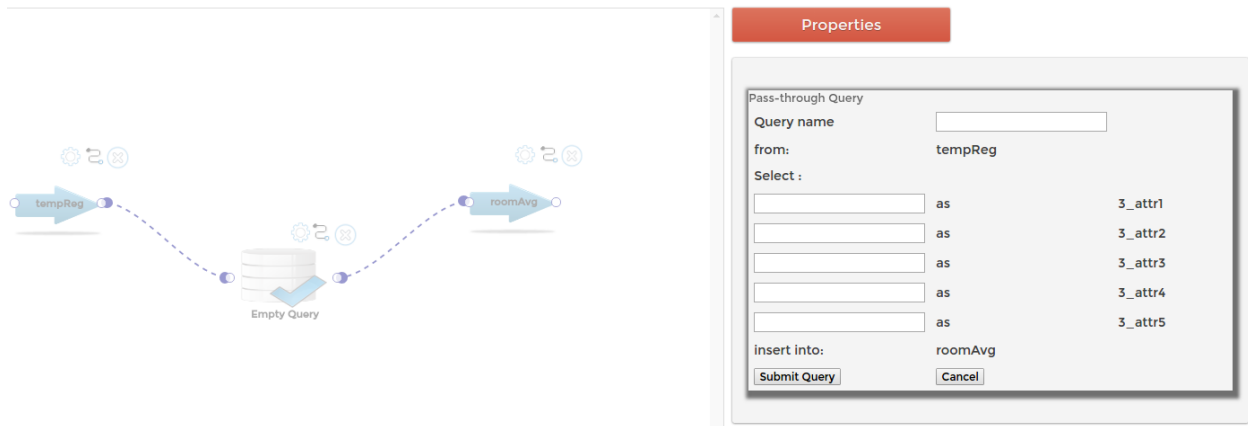 Properties
Pass-through Query
Query name
from: tempReg
Select :
as 3_attr1
as 3_attr2
as 3_attr3
as 3_attr4
as 3_attr5
insert into: roomAvg
Submit Query Cancel
tempReg
roomAvg
Empty Query